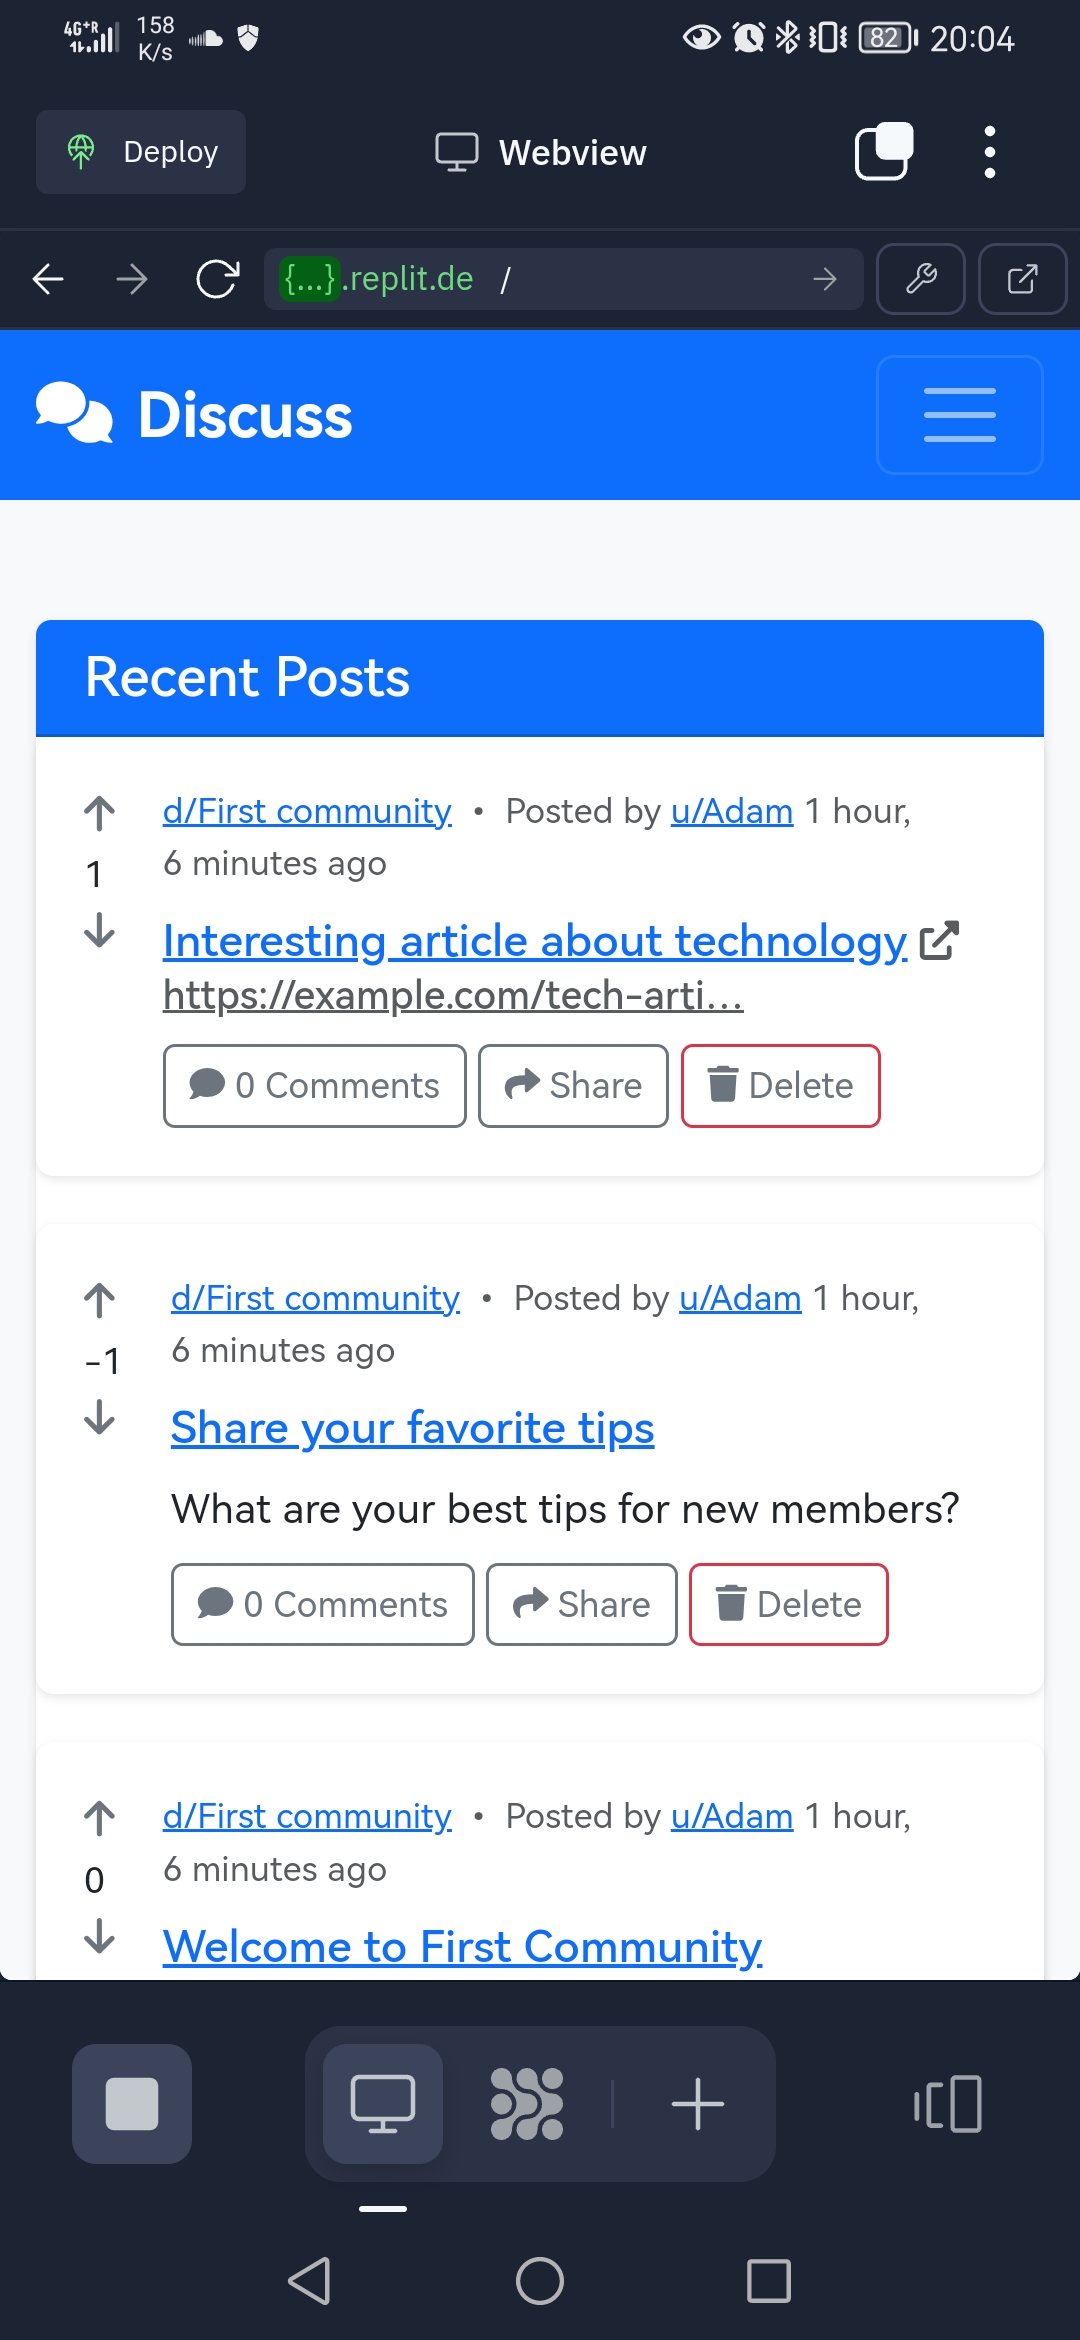 4G+R 158 K/s 82 20:04
Deploy Webview
{...}.replit.de /
Discuss
Recent Posts
d/First community • Posted by u/Adam 1 hour,
6 minutes ago
1
Interesting article about technology
https://example.com/tech-arti...
0 Comments Share Delete
d/First community • Posted by u/Adam 1 hour,
6 minutes ago
-1
Share your favorite tips
What are your best tips for new members?
0 Comments Share Delete
d/First community • Posted by u/Adam 1 hour,
6 minutes ago
0
Welcome to First Community